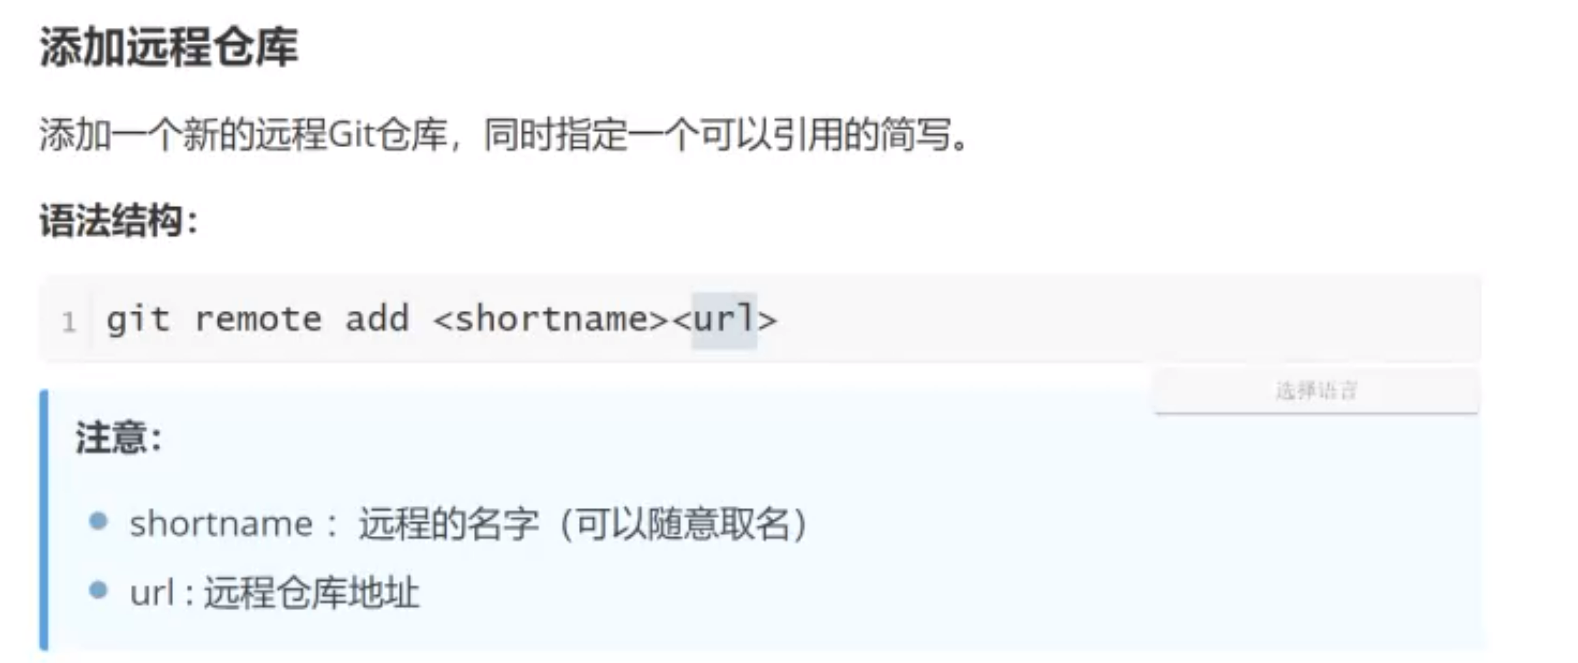 添加远程仓库
添加一个新的远程Git仓库，同时指定一个可以引用的简写。
语法结构：
1 git remote add <shortname><url>
选择语言
注意：
shortname： 远程的名字（可以随意取名）
url : 远程仓库地址